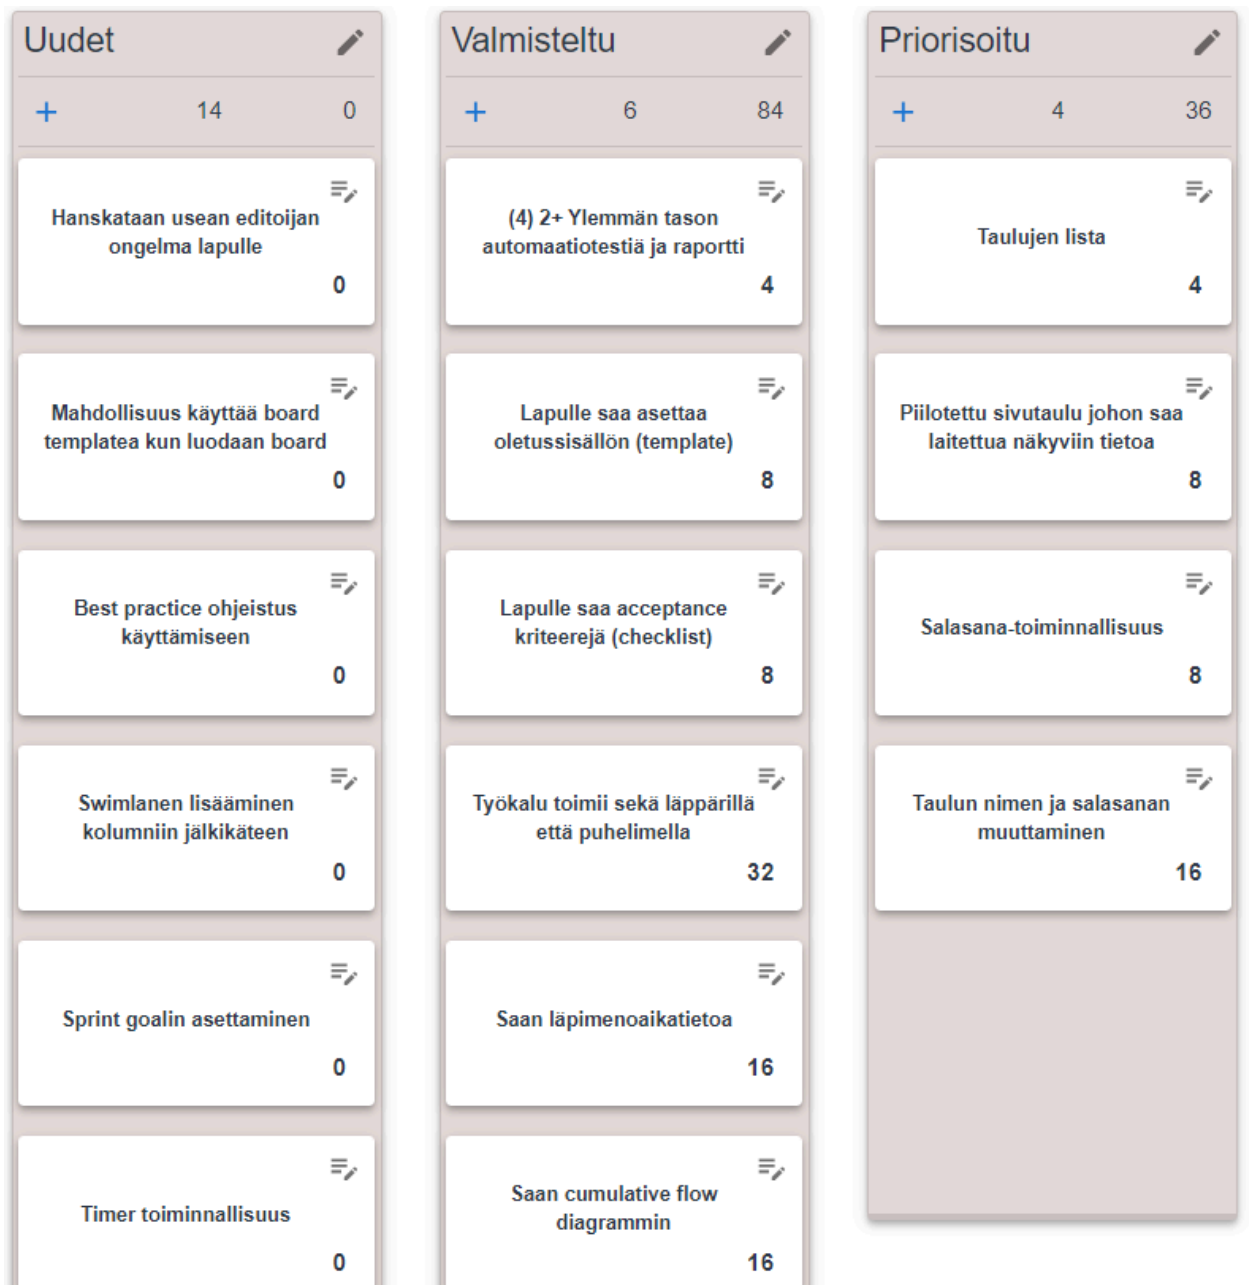 Uudet
14 0
Hanskataan usean editoijan
ongelma lapulle
0
Mahdollisuus käyttää board
templatea kun luodaan board
0
Best practice ohjeistus
käyttämiseen
0
Swimlanen lisääminen
kolumniin jälkikäteen
0
Sprint goalin asettaminen
0
Timer toiminnallisuus
0
Valmisteltu
6 84
(4) 2+ Ylemmän tason
automaatiotestiä ja raportti
4
Lapulle saa asettaa
oletussisällön (template)
8
Lapulle saa acceptance
kriteerejä (checklist)
8
Työkalu toimii sekä läppärillä
että puhelimella
32
Saan läpimenoaikatietoa
16
Saan cumulative flow
diagrammin
16
Priorisoitu
4 36
Taulujen lista
4
Piilotettu sivutaulu johon saa
laitettua näkyviin tietoa
8
Salasana-toiminnallisuus
8
Taulun nimen ja salasanan
muuttaminen
16